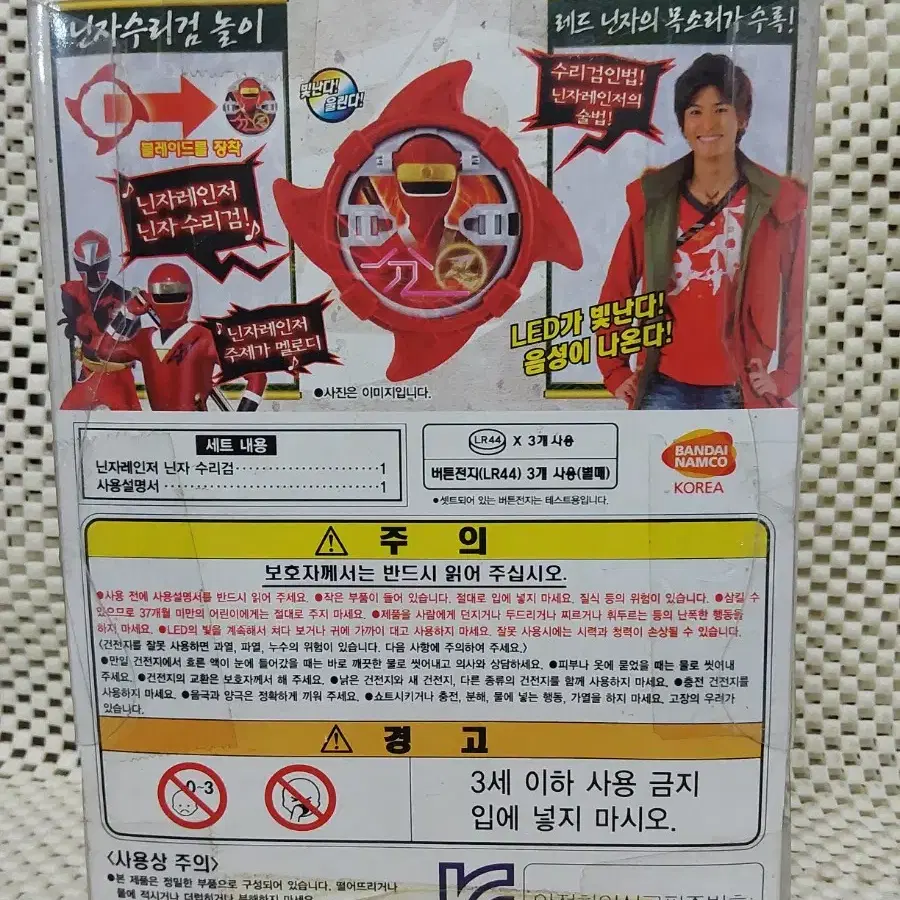 닌자수리검 놀이
레드 닌자의 목소리가 수록!
빛난다!
울린다!
수리검인법!
닌자레인저의
술법!
블레이드를 장착
닌자레인저
닌자 수리검!
닌자레인저
주제가 멜로디
LED가 빛난다!
음성이 나온다!
●사진은 이미지입니다.
세트 내용
닌자레인저 닌자 수리검 1
사용설명서 1
LR44 X 3개 사용
버튼전지(LR44) 3개 사용(별매)
●셋트되어 있는 버튼전지는 테스트용입니다.
BANDAI
NAMCO
KOREA
주 의
보호자께서는 반드시 읽어 주십시오.
●사용 전에 사용설명서를 반드시 읽어 주세요. ●작은 부품이 들어 있습니다. 절대로 입에 넣지 마세요. 질식 등의 위험이 있습니다. ●삼킬 수
있으므로 37개월 미만의 어린이에게는 절대로 주지 마세요. ●제품을 사람에게 던지거나 두드리거나 찌르거나 휘두르는 등의 난폭한 행동을
하지 마세요. ●LED의 빛을 계속해서 쳐다 보거나 귀에 가까이 대고 사용하지 마세요. 잘못 사용시에는 시력과 청력이 손상될 수 있습니다.
<건전지를 잘못 사용하면 과열, 파열, 누수의 위험이 있습니다. 다음 사항에 주의하여 주세요.>
●만일 건전지에서 흐른 액이 눈에 들어갔을 때는 바로 깨끗한 물로 씻어내고 의사와 상담하세요. ●피부나 옷에 묻었을 때는 물로 씻어내
주세요. ●건전지의 교환은 보호자께서 해 주세요. ●낡은 건전지와 새 건전지, 다른 종류의 건전지를 함께 사용하지 마세요. ●충전 건전지를
사용하지 마세요. ●음극과 양극은 정확하게 끼워 주세요. ●쇼트시키거나 충전, 분해, 물에 넣는 행동, 가열을 하지 마세요. 고장의 우려가
있습니다.
경 고
0~3
3세 이하 사용 금지
입에 넣지 마시오.
<사용상 주의>
●본 제품은 정밀한 부품으로 구성되어 있습니다. 떨어뜨리거나
물에 적시거나 더럽히거나 분해하지 마세요.